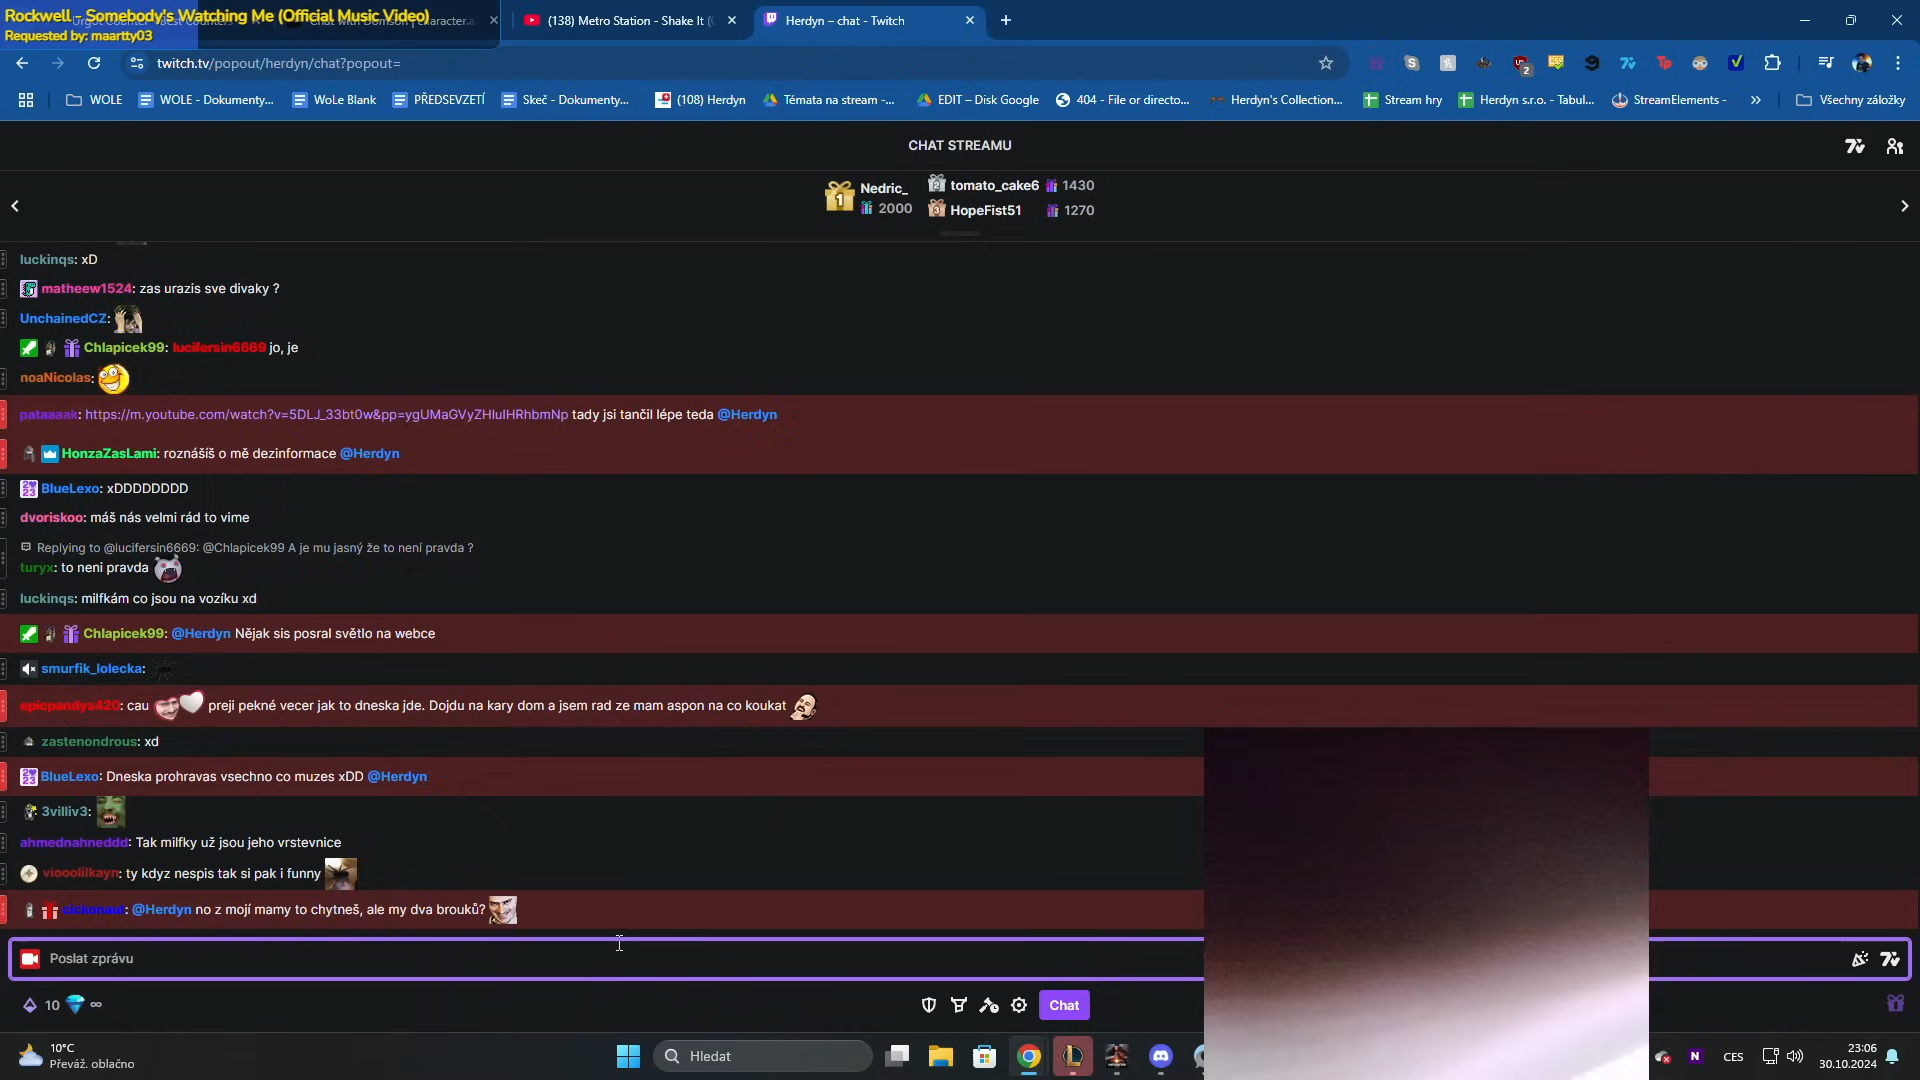 Rockwell - Somebody's Watching Me (Official Music Video)
Requested by: maartty03
(138) Metro Station - Shake It (
Herdyn – chat - Twitch
twitch.tv/popout/herdyn/chat?popout=
2
WOLE
WOLE - Dokumenty...
WoLe Blank
PŘEDSEVZETÍ
Skeč - Dokumenty...
(108) Herdyn
Témata na stream -...
EDIT – Disk Google
404 - File or directo...
Herdyn's Collection...
Stream hry
Herdyn s.r.o. - Tabul...
StreamElements -
Všechny záložky
CHAT STREAMU
1 Nedric_ 2000
2 tomato_cake6 1430
3 HopeFist51 1270
luckinqs: xD
matheew1524: zas urazis sve divaky ?
UnchainedCZ:
Chlapicek99: lucifersin6669 jo, je
noaNicolas:
pataaaak: https://m.youtube.com/watch?v=5DLJ_33bt0w&pp=ygUMaGVyZHluIHRhbmNp tady jsi tančil lépe teda @Herdyn
HonzaZasLami: roznášíš o mě dezinformace @Herdyn
BlueLexo: xDDDDDDDD
dvoriskoo: máš nás velmi rád to vime
Replying to @lucifersin6669: @Chlapicek99 A je mu jasný že to není pravda ?
turyx: to neni pravda
luckinqs: milfkám co jsou na vozíku xd
Chlapicek99: @Herdyn Nějak sis posral světlo na webce
smurfik_lolecka:
epicpandys420: cau preji pekné vecer jak to dneska jde. Dojdu na kary dom a jsem rad ze mam aspon na co koukat
zastenondrous: xd
BlueLexo: Dneska prohravas vsechno co muzes xDD @Herdyn
3villiv3:
ahmednahneddd: Tak milfky už jsou jeho vrstevnice
viooolilkayn: ty kdyz nespis tak si pak i funny
@Herdyn no z mojí mamy to chytneš, ale my dva brouků?
Poslat zprávu
10 ∞
Chat
10°C
Převáž. oblačno
Hledat
N
CES
23:06
30.10.2024